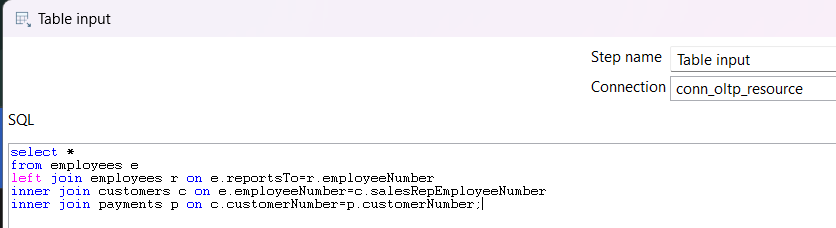 Table input
Step name Table input
Connection conn_oltp_resource
SQL
select *
from employees e
left join employees r on e.reportsTo=r.employeeNumber
inner join customers c on e.employeeNumber=c.salesRepEmployeeNumber
inner join payments p on c.customerNumber=p.customerNumber;